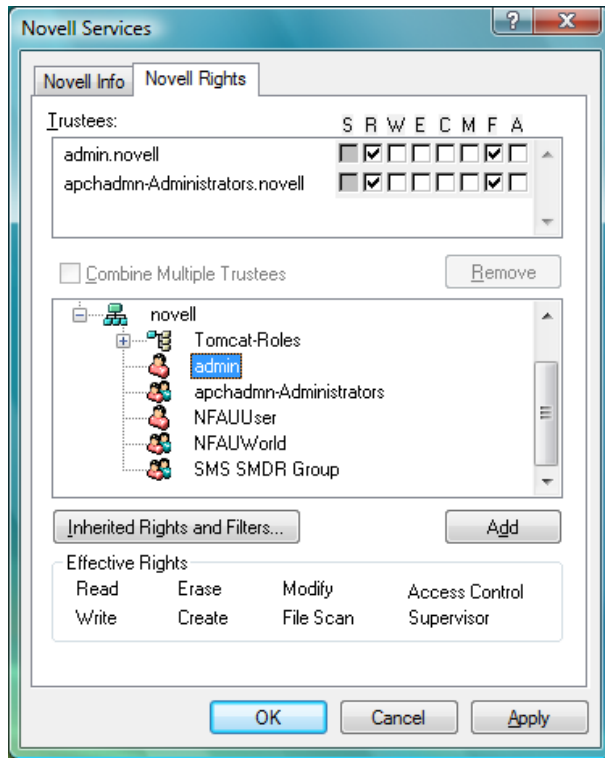 Novell Services
Novell Info Novell Rights
Trustees: S R W E C M F A
admin.novell
apchadmn-Administrators.novell
Combine Multiple Trustees Remove
novell
Tomcat-Roles
admin
apchadmn-Administrators
NFAUUser
NFAUWorld
SMS SMDR Group
Inherited Rights and Filters... Add
Effective Rights
Read Erase Modify Access Control
Write Create File Scan Supervisor
OK Cancel Apply